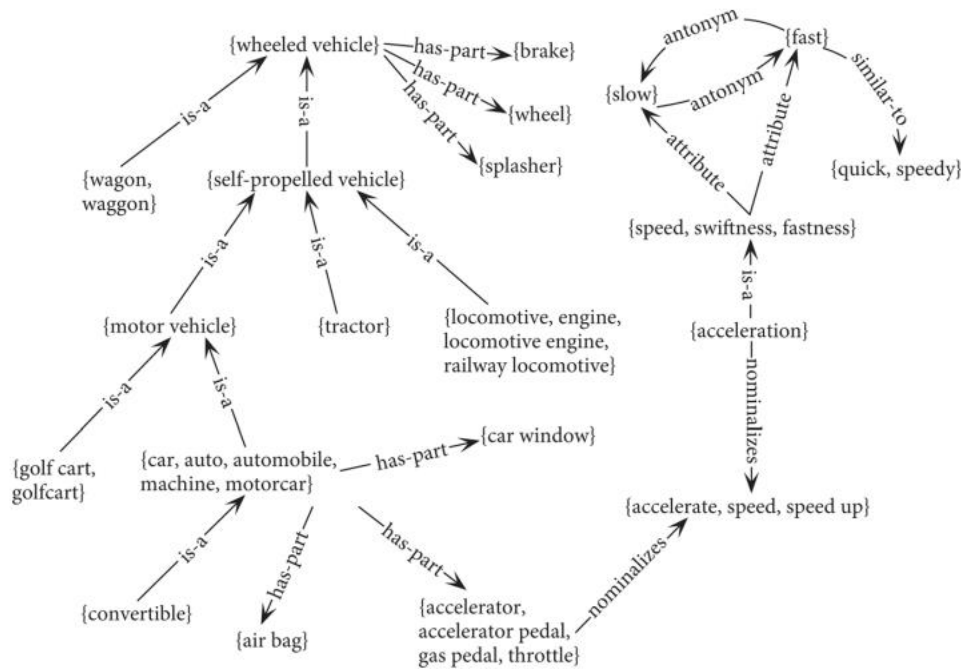 antonym
{fast}
{wheeled vehicle}
has-part
{brake}
has-part
{slow}
antonym
similar-to
is-a
is-a
has-part
{wheel}
attribute
attribute
{splasher}
{quick, speedy}
{wagon,
waggon}
{self-propelled vehicle}
{speed, swiftness, fastness}
is-a
is-a
is-a
is-a
{motor vehicle}
{tractor}
{locomotive, engine,
locomotive engine,
railway locomotive}
{acceleration}
is-a
is-a
nominalizes
{car window}
{golf cart,
golfcart}
{car, auto, automobile,
machine, motorcar}
has-part
{accelerate, speed, speed up}
is-a
has-part
has-part
nominalizes
{convertible}
{air bag}
{accelerator,
accelerator pedal,
gas pedal, throttle}